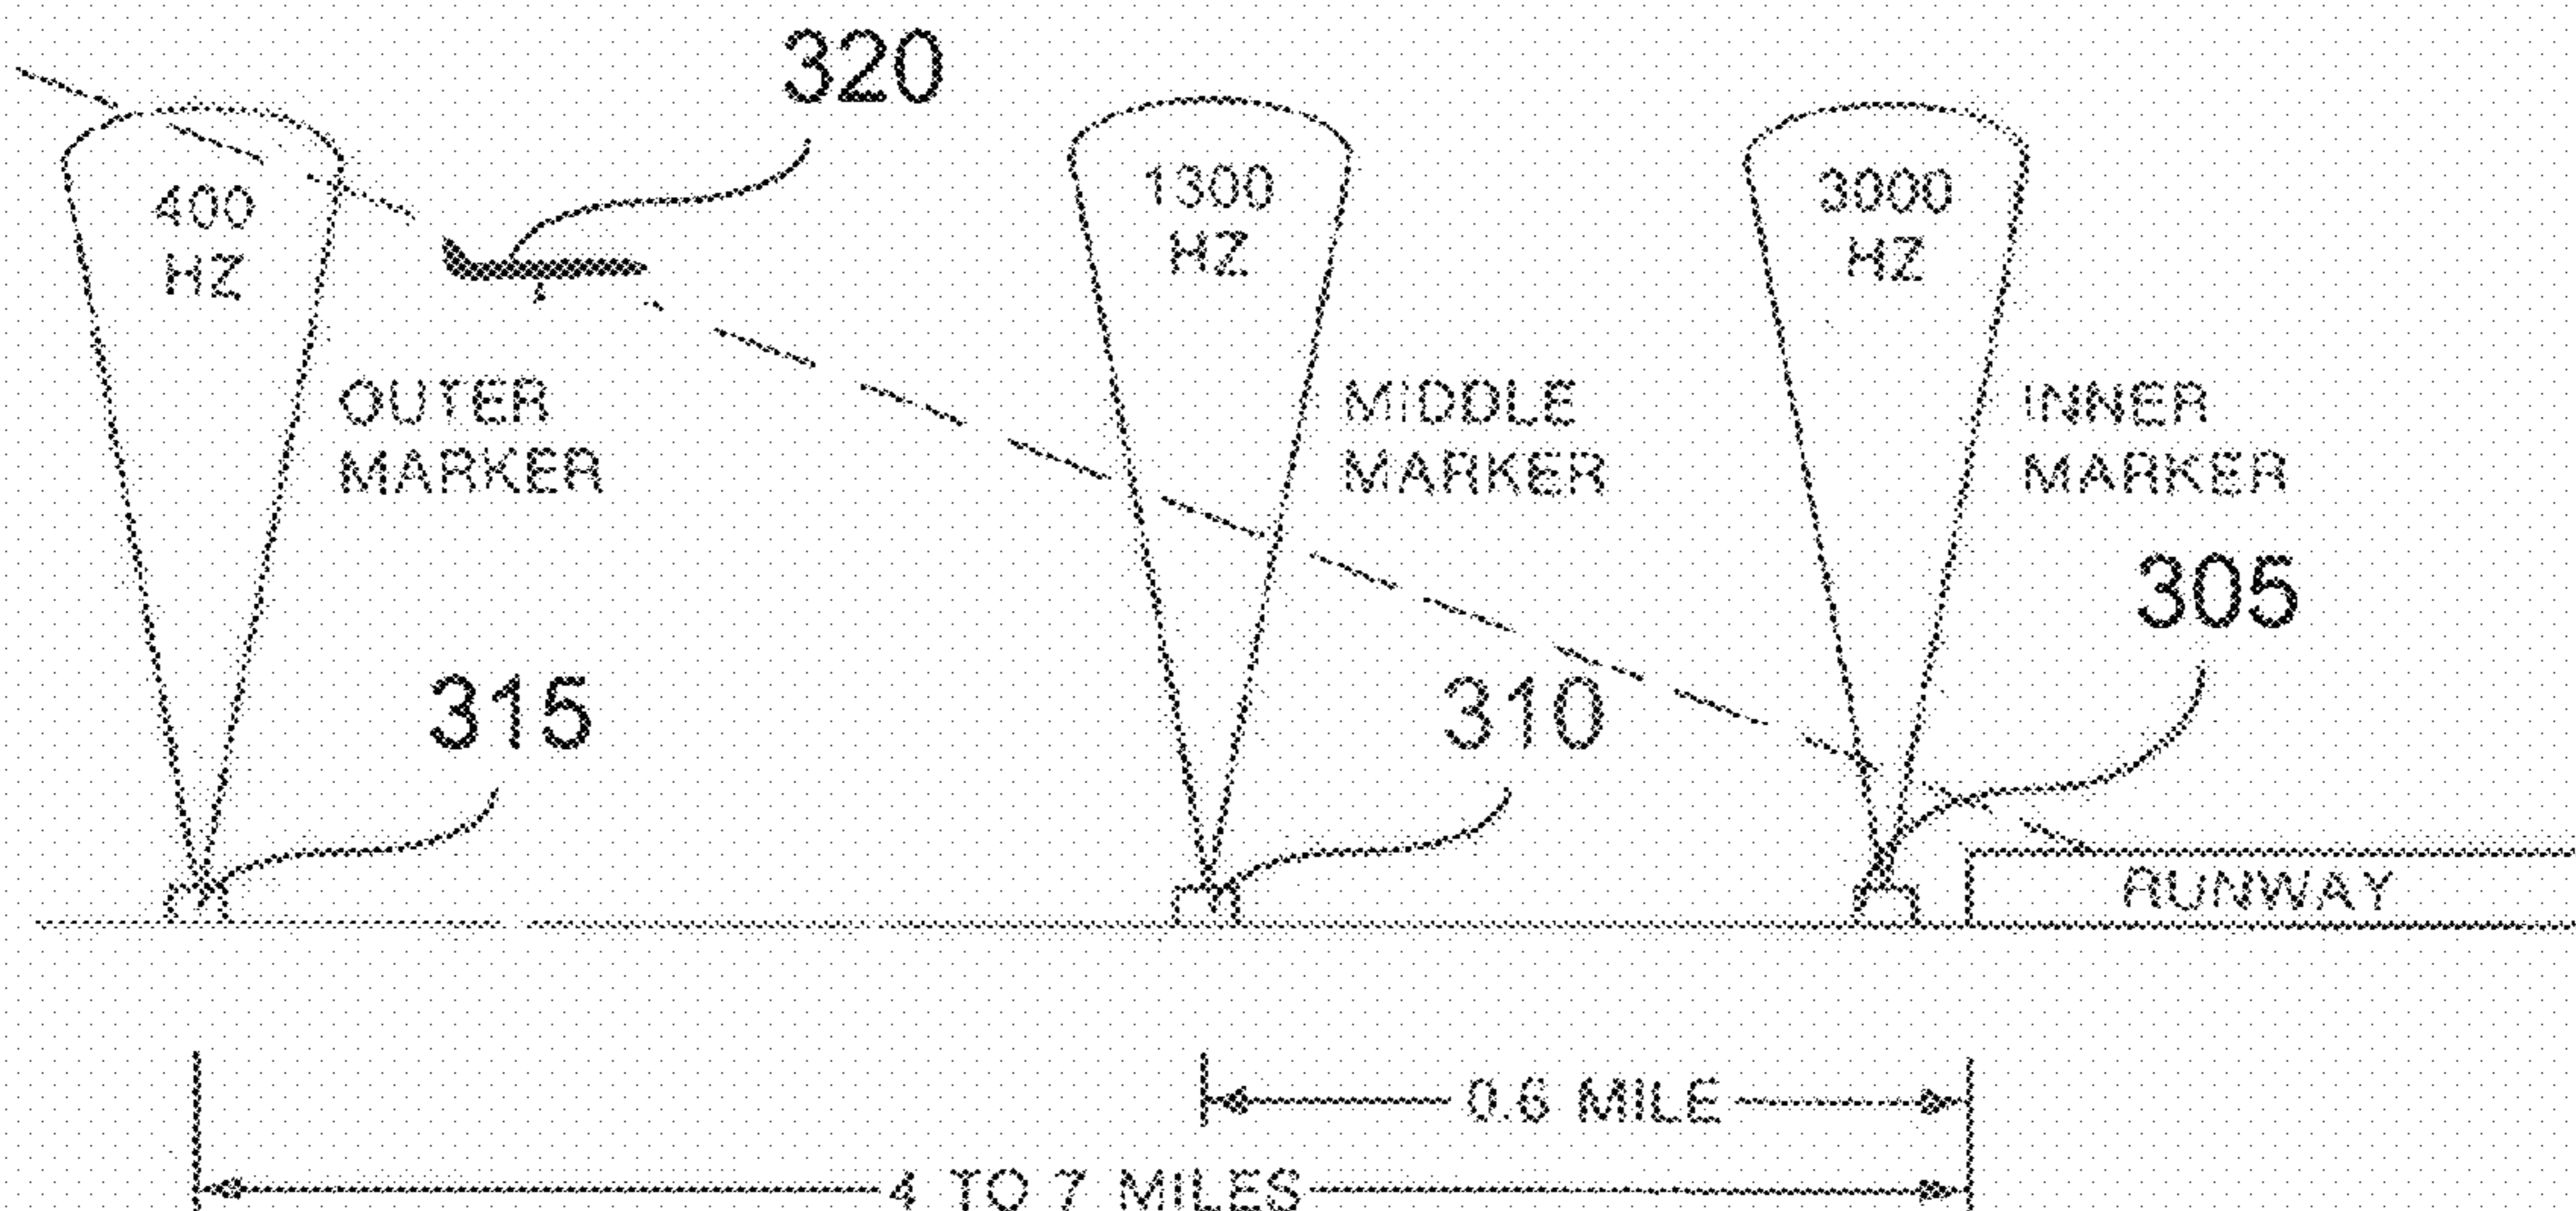 320
400
HZ
1300
HZ
3000
HZ
OUTER
MARKER
MIDDLE
MARKER
INNER
MARKER
305
315
310
RUNWAY
0.6 MILE
4 TO 7 MILES